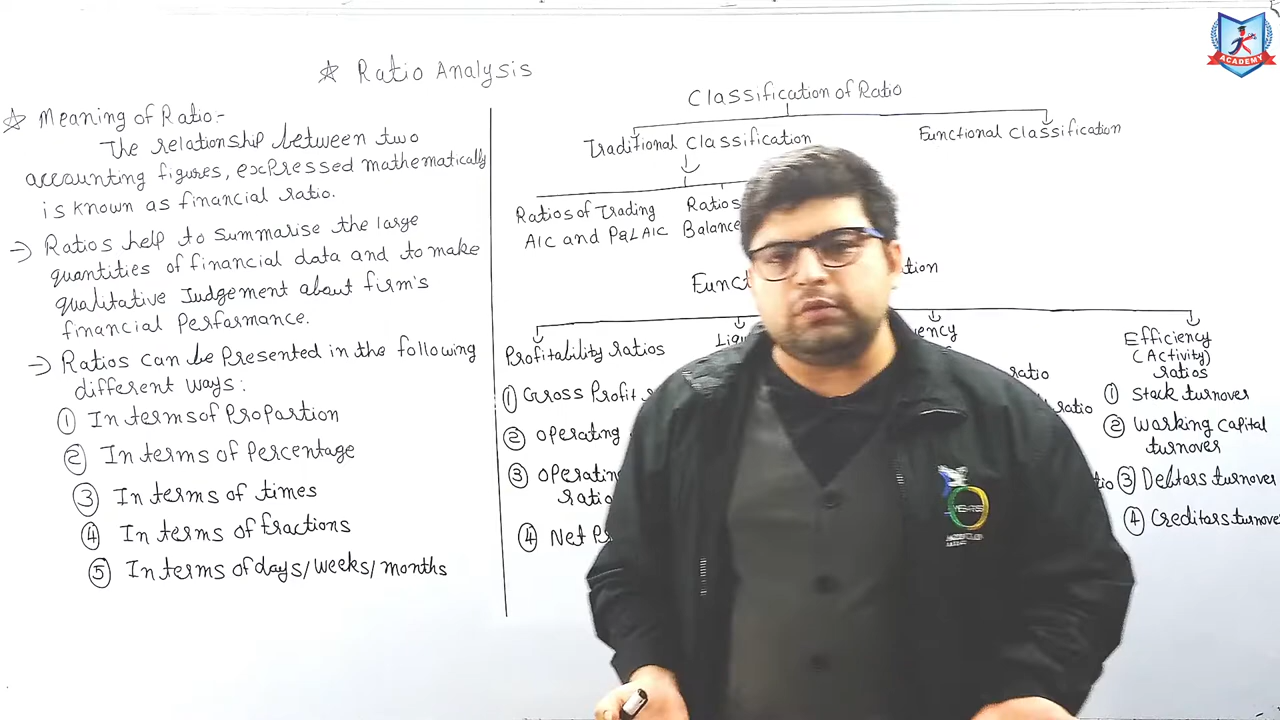 ☆ Ratio Analysis
☆ Meaning of Ratio:-
The relationship between two
accounting figures, expressed mathematically
is known as financial ratio.
→ Ratios help to summarise the large
quantities of financial data and to make
qualitative Judgement about firm's
financial Performance.
→ Ratios can be Presented in the following
different ways:
① In terms of Proportion
② In terms of Percentage
③ In terms of times
④ In terms of fractions
⑤ In terms of days/weeks/months
Classification of Ratio
Traditional Classification
Functional Classification
Ratios of Trading
A/C and P&L A/C
Ratios
Balance
Profitability ratios
① Gross Profit
② Operating
③
④ Net
ratio
ratio
Efficiency
(Activity)
ratios
① Stock turnover
② Working capital
turnover
③ Debtors turnover
④ Creditors
ACADEMY